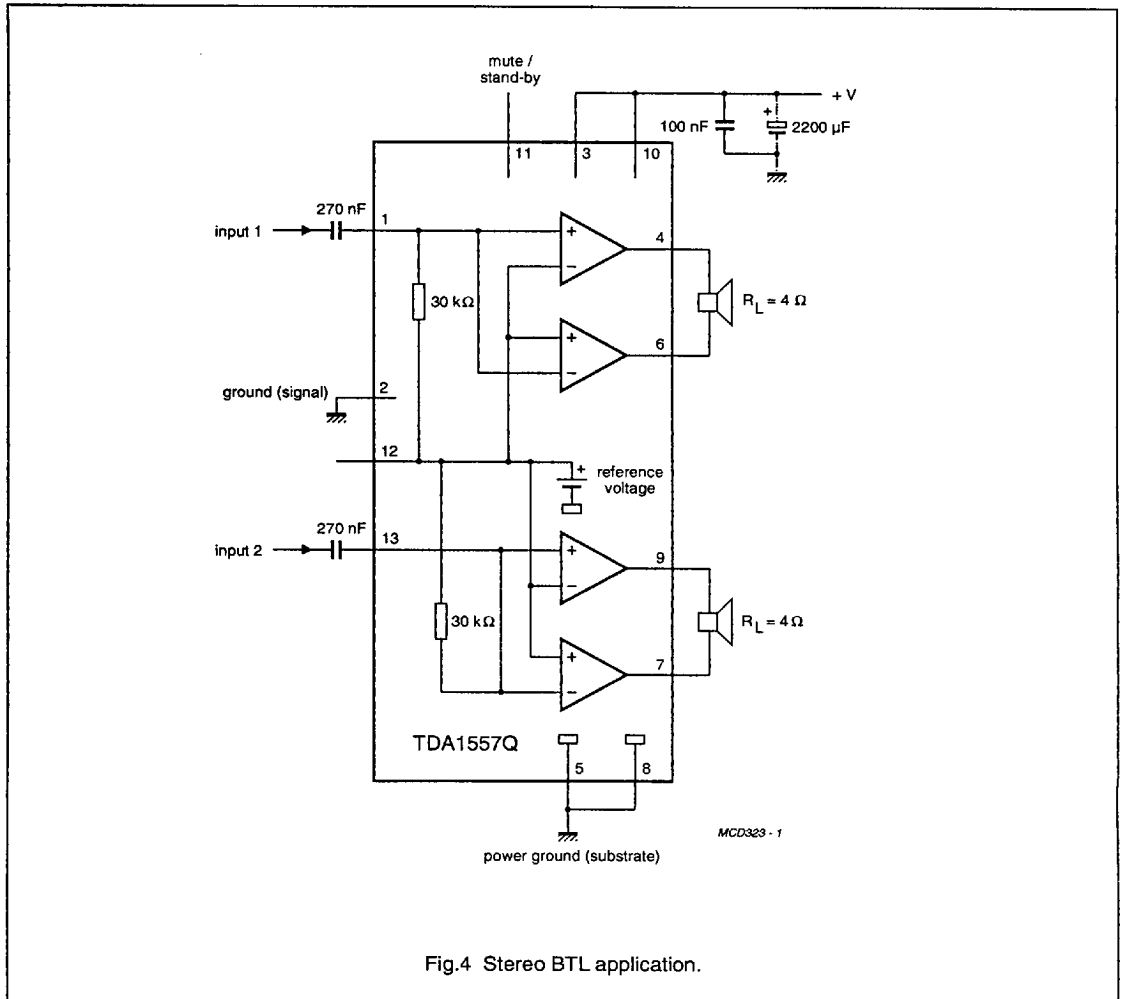 mute /
stand-by
+ V
+
100 nF
2200 µF
11
3
10
270 nF
1
input 1
+
−
4
30 kΩ
R_L = 4 Ω
+
−
6
2
ground (signal)
12
+
reference
voltage
270 nF
13
input 2
+
−
9
30 kΩ
R_L = 4 Ω
+
−
7
TDA1557Q
5
8
MCD323 - 1
power ground (substrate)
Fig.4 Stereo BTL application.